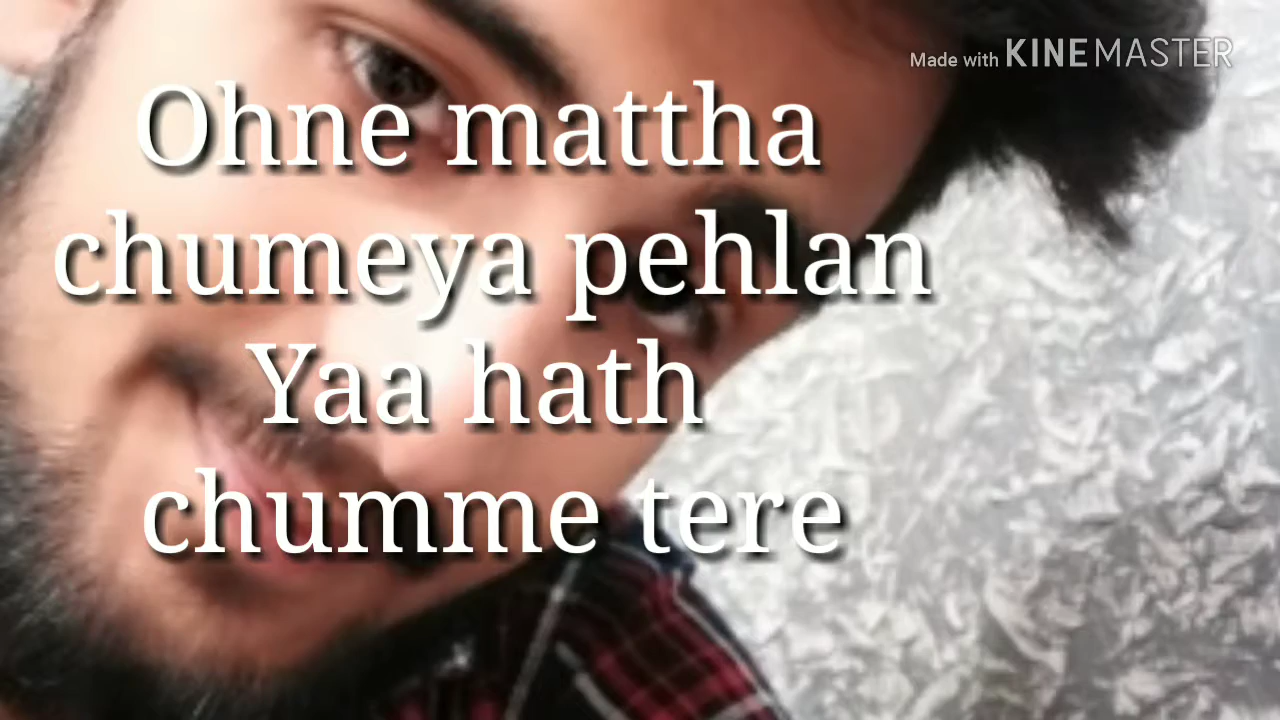 Made with KINEMASTER
Ohne mattha
chumeya pehlan
Yaa hath
chumme tere